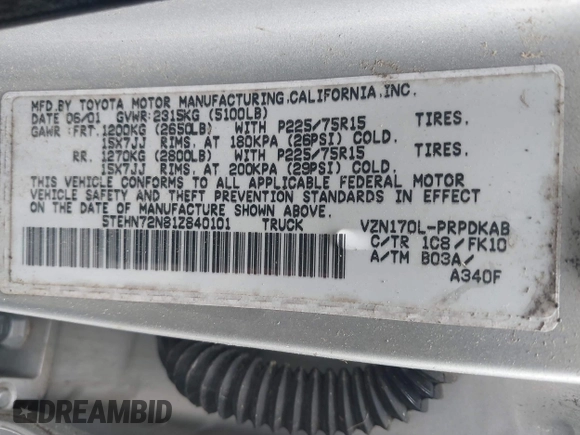 MFD.BY TOYOTA MOTOR MANUFACTURING.CALIFORNIA.INC.
DATE 06/01 GVWR:2315KG (5100LB)
GAWR :FRT.1200KG (2650LB) WITH P225/75R15 TIRES.
15X7JJ RIMS. AT 180KPA (26PSI) COLD.
RR. 1270KG (2800LB) WITH P225/75R15 TIRES.
15X7JJ RIMS. AT 200KPA (29PSI) COLD.
THIS VEHICLE CONFORMS TO ALL APPLICABLE FEDERAL MOTOR
VEHICLE SAFETY AND THEFT PREVENTION STANDARDS IN EFFECT
ON THE DATE OF MANUFACTURE SHOWN ABOVE.
5TEHN72N81Z840101 TRUCK VZN170L-PRPDKAB
C/TR 1C8/FK10
A/TM B03A/
A340F
DREAMBID